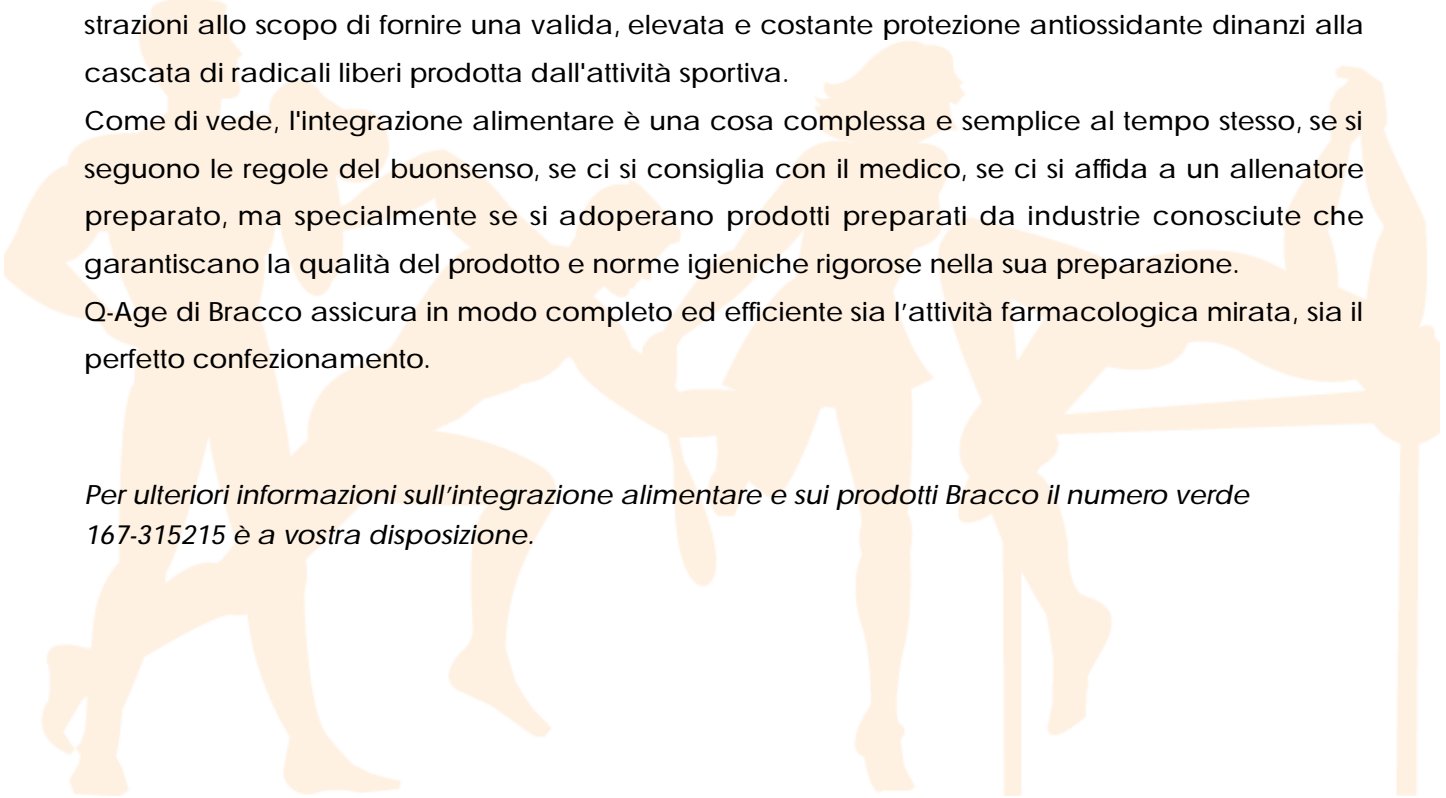 strazioni allo scopo di fornire una valida, elevata e costante protezione antiossidante dinanzi alla
cascata di radicali liberi prodotta dall'attività sportiva.
Come di vede, l'integrazione alimentare è una cosa complessa e semplice al tempo stesso, se si
seguono le regole del buonsenso, se ci si consiglia con il medico, se ci si affida a un allenatore
preparato, ma specialmente se si adoperano prodotti preparati da industrie conosciute che
garantiscano la qualità del prodotto e norme igieniche rigorose nella sua preparazione.
Q-Age di Bracco assicura in modo completo ed efficiente sia l’attività farmacologica mirata, sia il
perfetto confezionamento.
Per ulteriori informazioni sull’integrazione alimentare e sui prodotti Bracco il numero verde
167-315215 è a vostra disposizione.